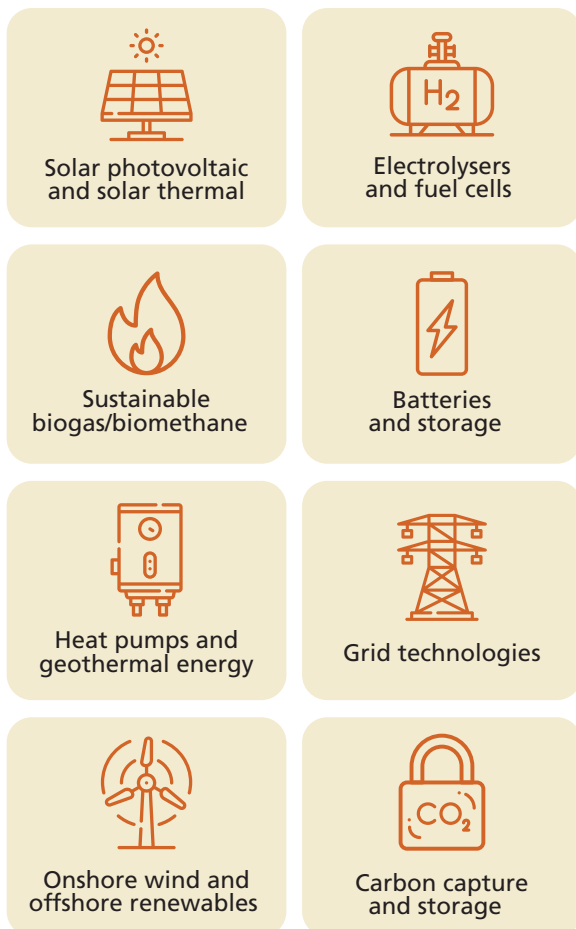 Solar photovoltaic
and solar thermal
H2
Electrolysers
and fuel cells
Sustainable
biogas/biomethane
Batteries
and storage
Heat pumps and
geothermal energy
Grid technologies
Onshore wind and
offshore renewables
CO2
Carbon capture
and storage